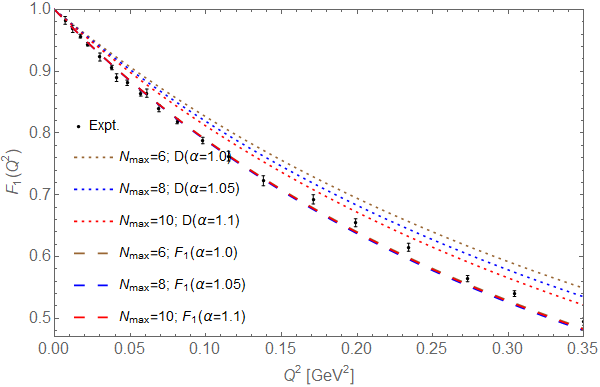 1.0
0.9
0.8
0.7
0.6
0.5
F₁(Q²)
Expt.
Nmax=6; D(α=1.0)
Nmax=8; D(α=1.05)
Nmax=10; D(α=1.1)
Nmax=6; F₁(α=1.0)
Nmax=8; F₁(α=1.05)
Nmax=10; F₁(α=1.1)
0.00 0.05 0.10 0.15 0.20 0.25 0.30 0.35
Q² [GeV²]